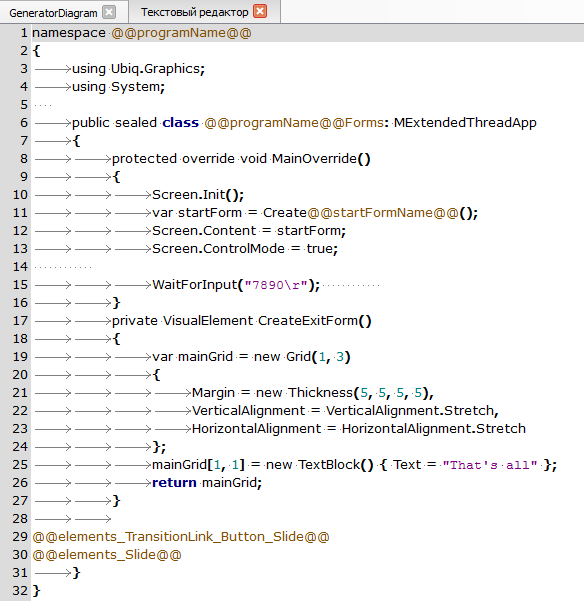 GeneratorDiagram Текстовый редактор
1 namespace @@programName@@
2 {
3 using Ubiq.Graphics;
4 using System;
5
6 public sealed class @@programName@@Forms: MExtendedThreadApp
7 {
8 protected override void MainOverride()
9 {
10 Screen.Init();
11 var startForm = Create@@startFormName@@();
12 Screen.Content = startForm;
13 Screen.ControlMode = true;
14
15 WaitForInput("7890\r");
16 }
17 private VisualElement CreateExitForm()
18 {
19 var mainGrid = new Grid(1, 3)
20 {
21 Margin = new Thickness(5, 5, 5, 5),
22 VerticalAlignment = VerticalAlignment.Stretch,
23 HorizontalAlignment = HorizontalAlignment.Stretch
24 };
25 mainGrid[1, 1] = new TextBlock() { Text = "That's all" };
26 return mainGrid;
27 }
28
29 @@elements_TransitionLink_Button_Slide@@
30 @@elements_Slide@@
31 }
32 }